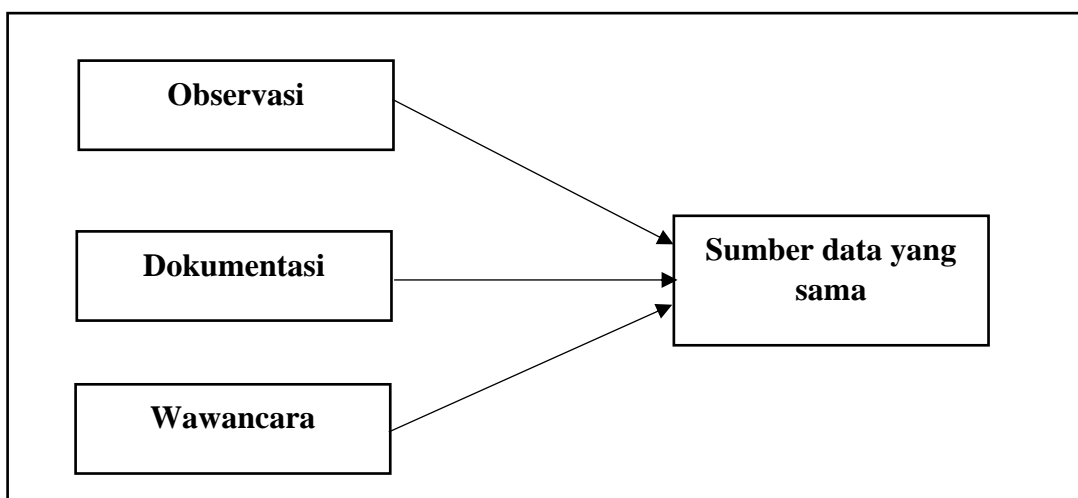 Observasi
Dokumentasi
Wawancara
Sumber data yang
sama